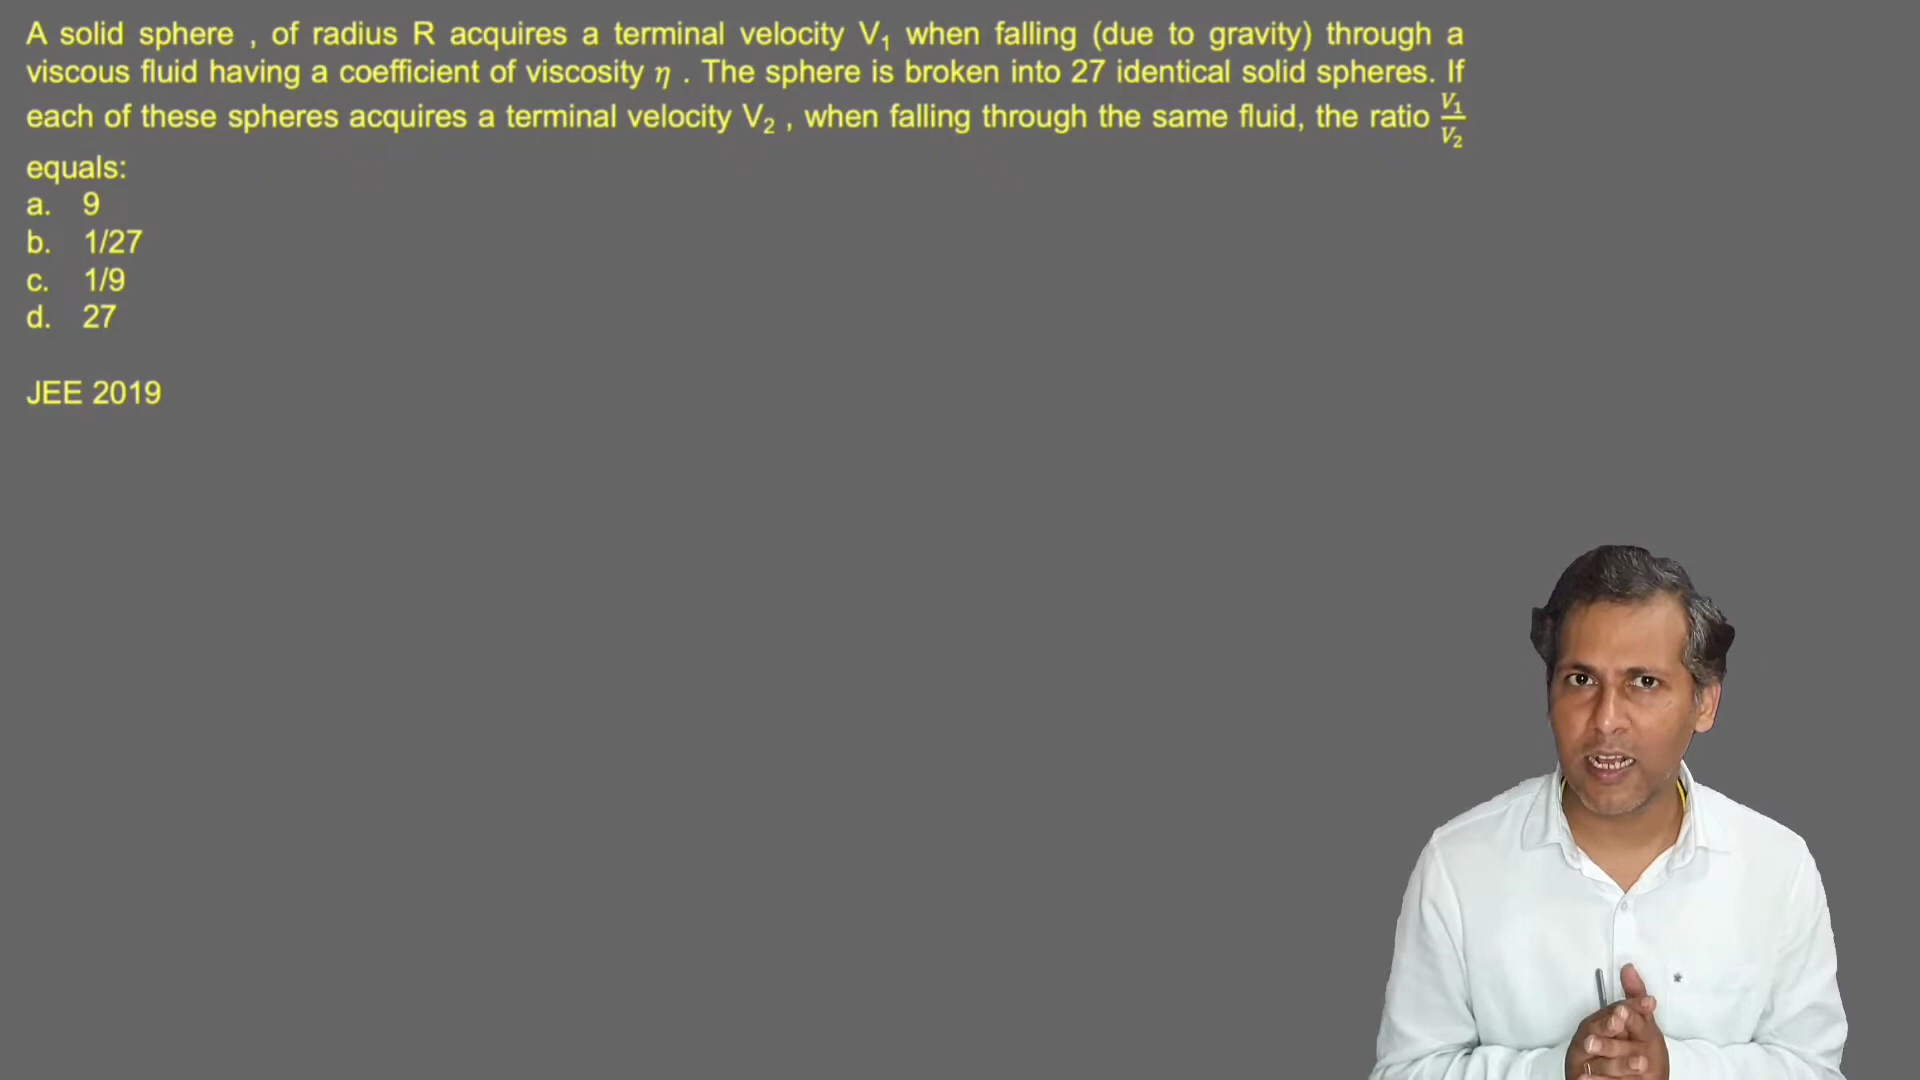 A solid sphere , of radius R acquires a terminal velocity V₁ when falling (due to gravity) through a
viscous fluid having a coefficient of viscosity η . The sphere is broken into 27 identical solid spheres. If
each of these spheres acquires a terminal velocity V₂ , when falling through the same fluid, the ratio V₁/V₂
equals:
a. 9
b. 1/27
c. 1/9
d. 27
JEE 2019